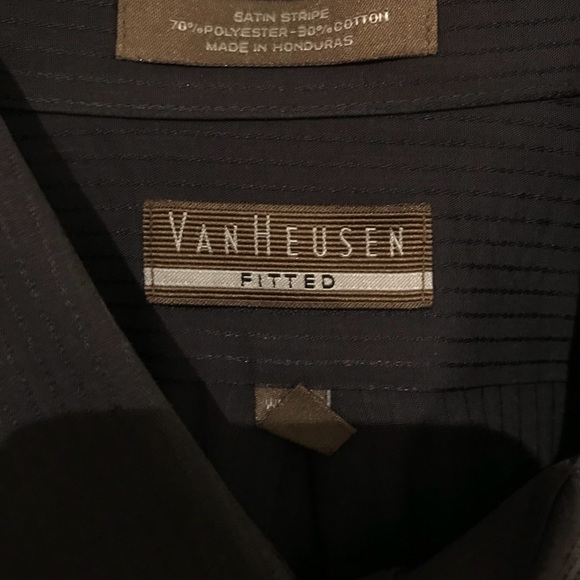 SATIN STRIPE
70%POLYESTER-30%COTTON
MADE IN HONDURAS
VAN HEUSEN
FITTED